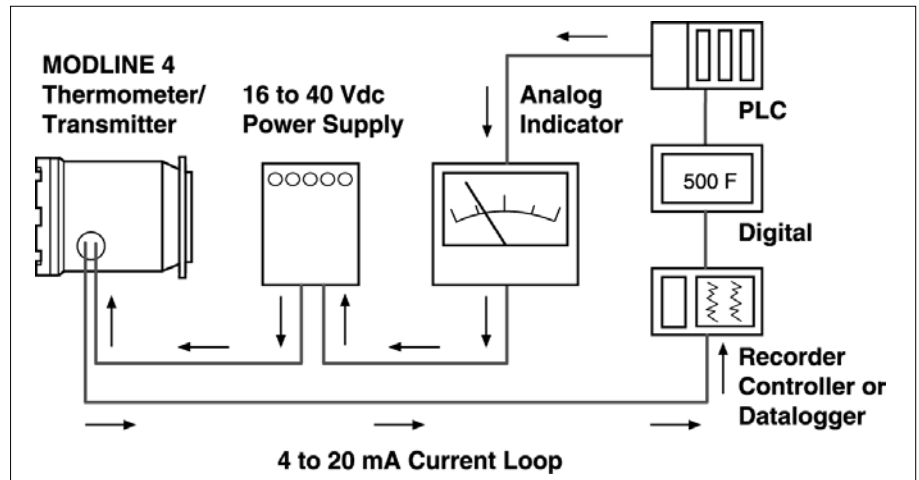 MODLINE 4
Thermometer/
Transmitter
16 to 40 Vdc
Power Supply
Analog
Indicator
PLC
500 F
Digital
Recorder
Controller or
Datalogger
4 to 20 mA Current Loop